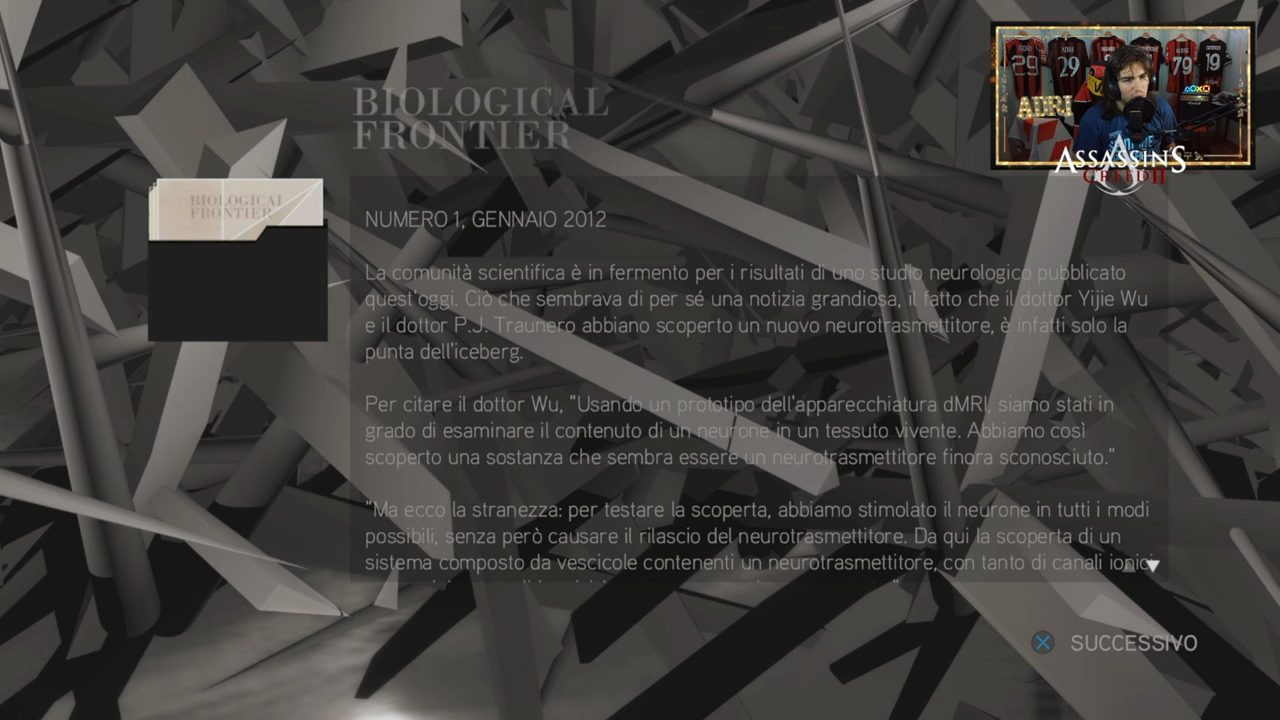 BIOLOGICAL
FRONTIER
BIOLOGICAL
FRONTIER
NUMERO 1, GENNAIO 2012
La comunità scientifica è in fermento per i risultati di uno studio neurologico pubblicato
quest'oggi. Ciò che sembrava di per sé una notizia grandiosa, il fatto che il dottor Yijie Wu
e il dottor P.J. Traunero abbiano scoperto un nuovo neurotrasmettitore, è infatti solo la
punta dell'iceberg.
Per citare il dottor Wu, "Usando un prototipo dell'apparecchiatura dMRI, siamo stati in
grado di esaminare il contenuto di un neurone in un tessuto vivente. Abbiamo così
scoperto una sostanza che sembra essere un neurotrasmettitore finora sconosciuto."
"Ma ecco la stranezza: per testare la scoperta, abbiamo stimolato il neurone in tutti i modi
possibili, senza però causare il rilascio del neurotrasmettitore. Da qui la scoperta di un
sistema composto da vescicole contenenti un neurotrasmettitore, con tanto di canali ionic
SUCCESSIVO
ADRI
29
ADRI
29
79
19
ASSASSIN'S
CREED II